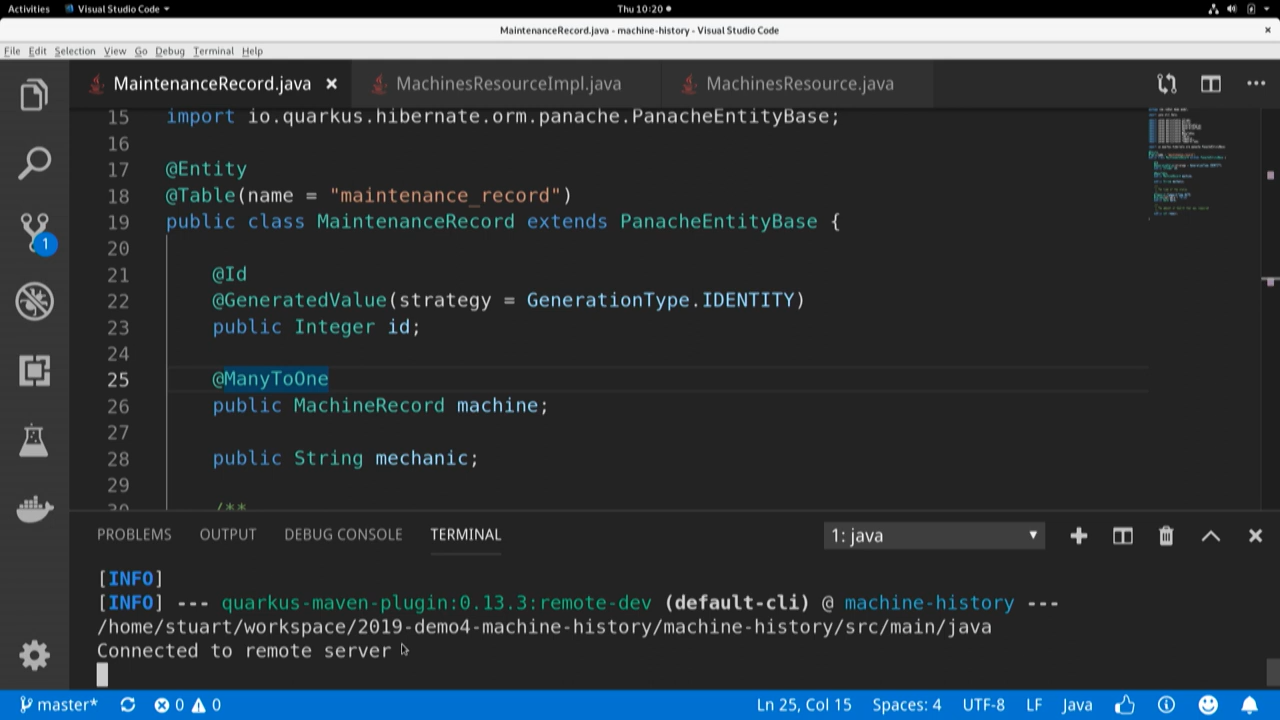 Activities Visual Studio Code Thu 10:20
MaintenanceRecord.java - machine-history - Visual Studio Code
File Edit Selection View Go Debug Terminal Help
MaintenanceRecord.java MachinesResourceImpl.java MachinesResource.java
15 import io.quarkus.hibernate.orm.panache.PanacheEntityBase;
16
17 @Entity
18 @Table(name = "maintenance_record")
19 public class MaintenanceRecord extends PanacheEntityBase {
20
21 @Id
22 @GeneratedValue(strategy = GenerationType.IDENTITY)
23 public Integer id;
24
25 @ManyToOne
26 public MachineRecord machine;
27
28 public String mechanic;
29
30 /**
1
PROBLEMS OUTPUT DEBUG CONSOLE TERMINAL 1: java
[INFO]
[INFO] --- quarkus-maven-plugin:0.13.3:remote-dev (default-cli) @ machine-history ---
/home/stuart/workspace/2019-demo4-machine-history/machine-history/src/main/java
Connected to remote server
master* 0 0 Ln 25, Col 15 Spaces: 4 UTF-8 LF Java